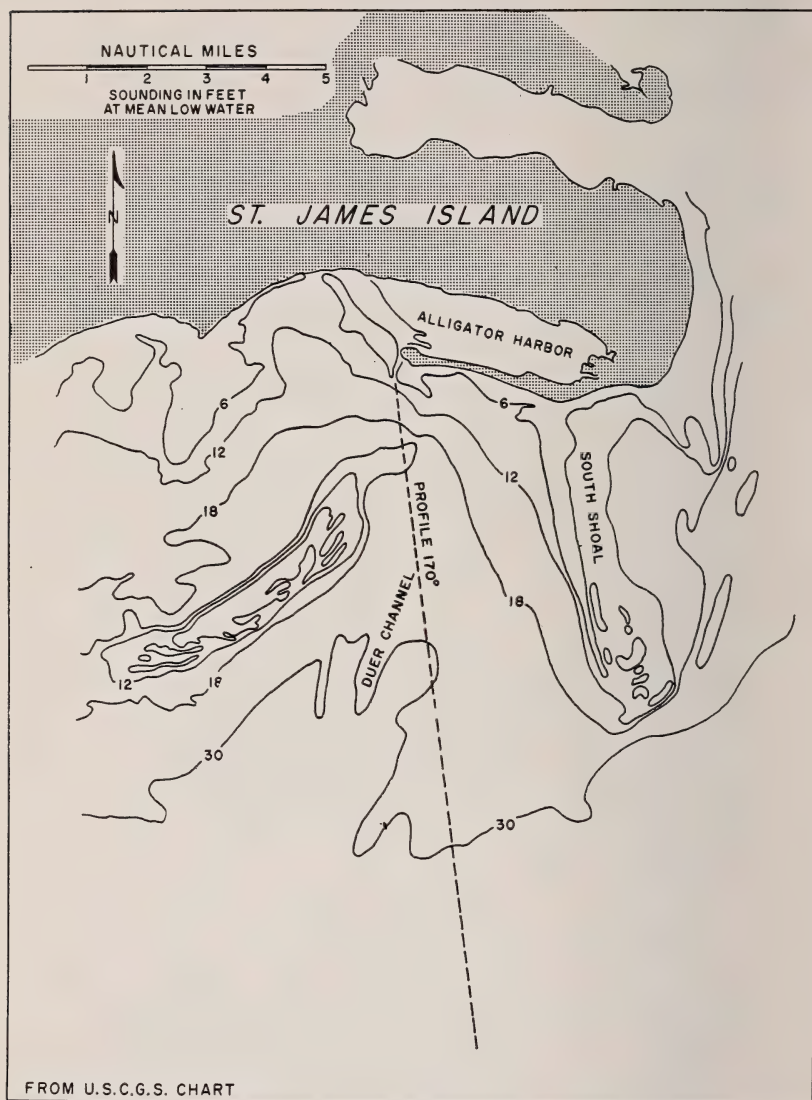 NAUTICAL MILES
1 2 3 4 5
SOUNDING IN FEET
AT MEAN LOW WATER
N
ST. JAMES ISLAND
ALLIGATOR HARBOR
6
6
12
12
SOUTH SHOAL
18
PROFILE 170°
18
DUER CHANNEL
12
18
30
30
FROM U.S.C.G.S. CHART